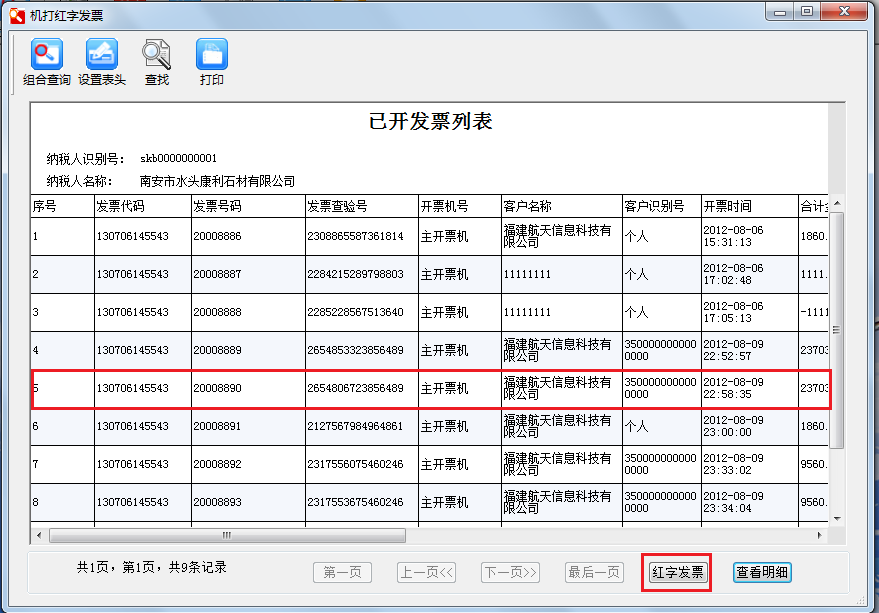 机打红字发票
组合查询 设置表头 查找 打印
已开发票列表
纳税人识别号: skb0000000001
纳税人名称: 南安市水头康利石材有限公司
序号 发票代码 发票号码 发票查验号 开票机号 客户名称 客户识别号 开票时间 合计金
1 130706145543 20008886 2308865587361814 主开票机 福建航天信息科技有限公司 个人 2012-08-06 15:31:13 1860.
2 130706145543 20008887 2284215289798803 主开票机 11111111 个人 2012-08-06 17:02:48 1111.
3 130706145543 20008888 2285228567513640 主开票机 11111111 个人 2012-08-06 17:05:13 -1111
4 130706145543 20008889 2654853323856489 主开票机 福建航天信息科技有限公司 350000000000 0000 2012-08-09 22:52:57 23703
5 130706145543 20008890 2654806723856489 主开票机 福建航天信息科技有限公司 350000000000 0000 2012-08-09 22:58:35 23703
6 130706145543 20008891 2127567984964861 主开票机 福建航天信息科技有限公司 个人 2012-08-09 23:00:00 1860.
7 130706145543 20008892 2317556075460246 主开票机 福建航天信息科技有限公司 350000000000 0000 2012-08-09 23:33:02 9560.
8 130706145543 20008893 2317553675460246 主开票机 福建航天信息科技有限公司 350000000000 0000 2012-08-09 23:34:04 9560.
共1页，第1页，共9条记录 第一页 上一页<< 下一页>> 最后一页 红字发票 查看明细